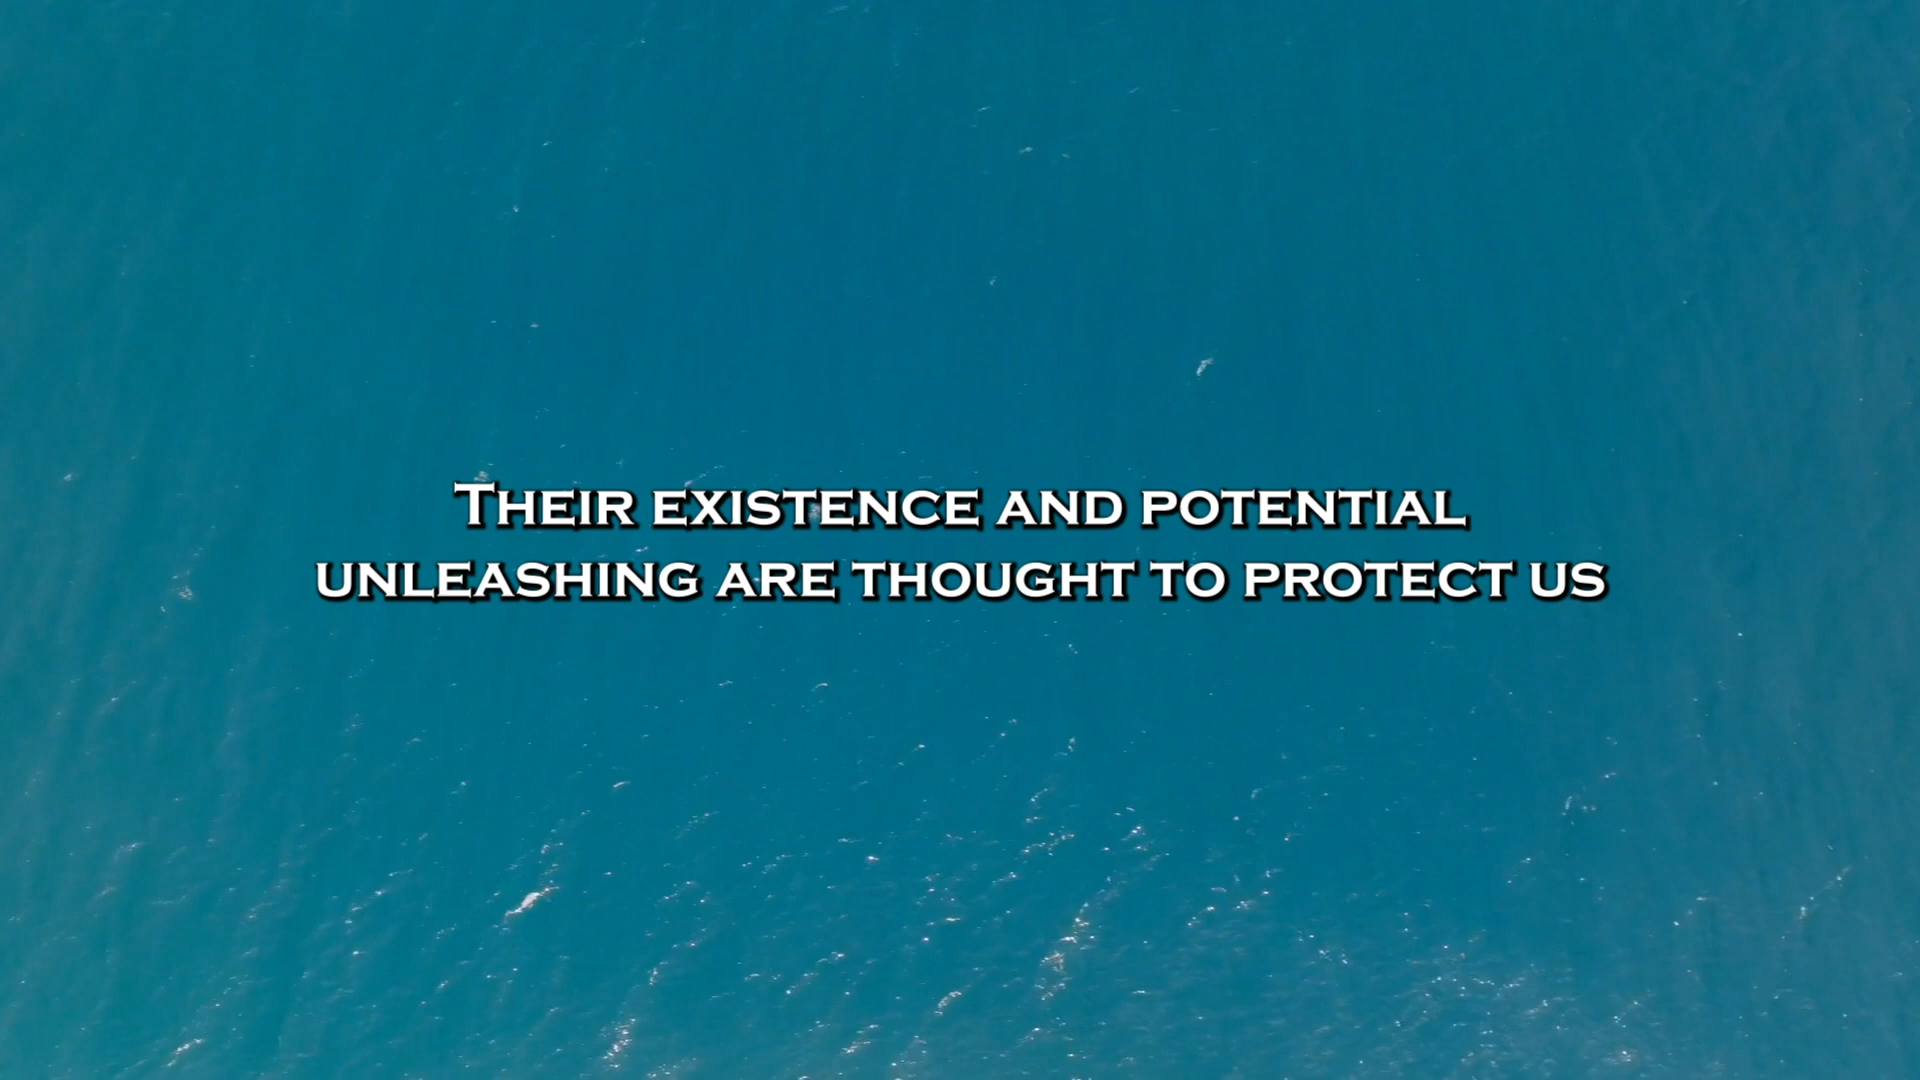 Their existence and potential
unleashing are thought to protect us